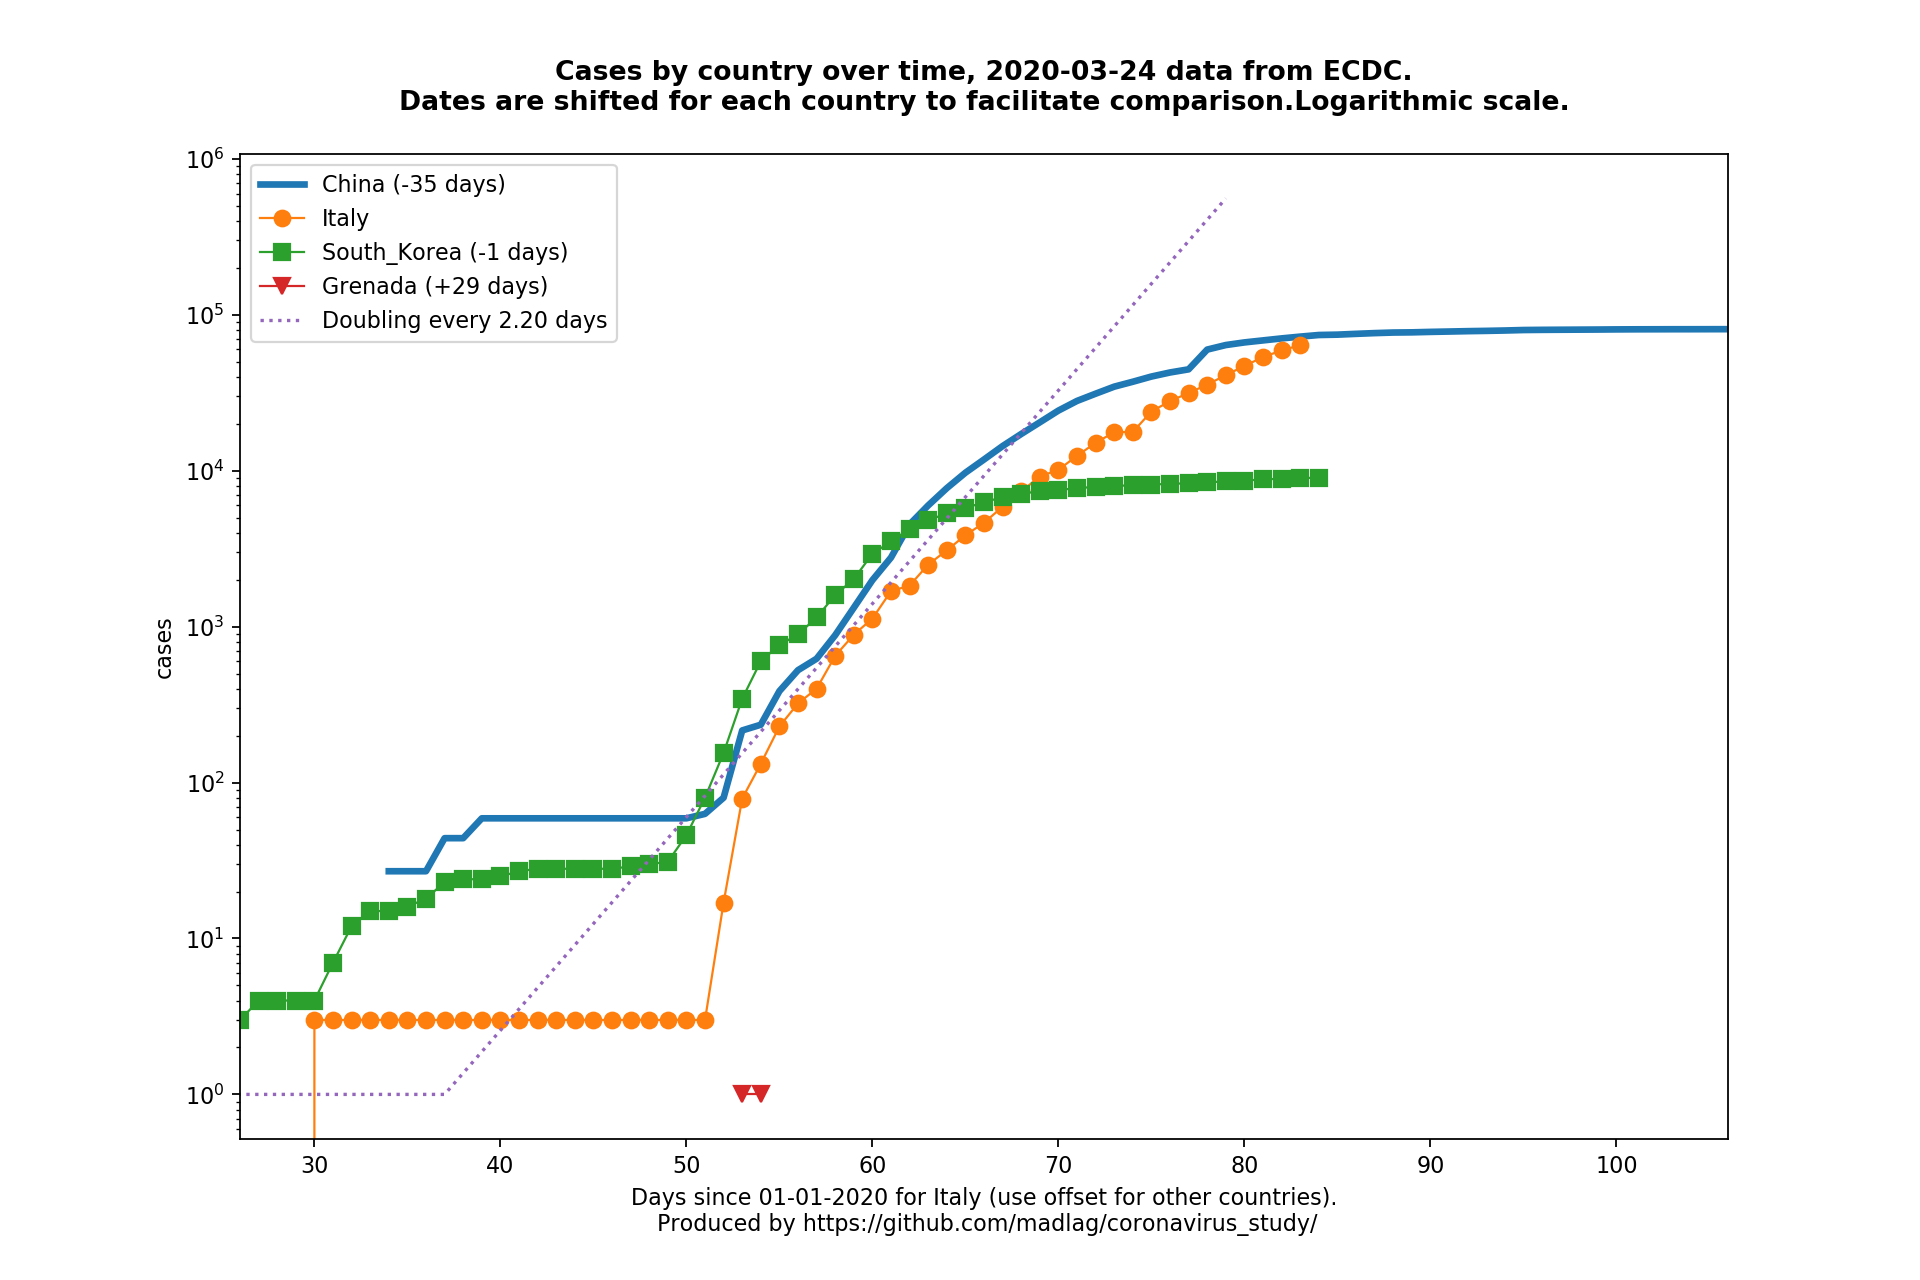 Cases by country over time, 2020-03-24 data from ECDC.
Dates are shifted for each country to facilitate comparison.Logarithmic scale.
10^6
10^5
10^4
10^3
10^2
10^1
10^0
cases
China (-35 days)
Italy
South_Korea (-1 days)
Grenada (+29 days)
Doubling every 2.20 days
30 40 50 60 70 80 90 100
Days since 01-01-2020 for Italy (use offset for other countries).
Produced by https://github.com/madlag/coronavirus_study/